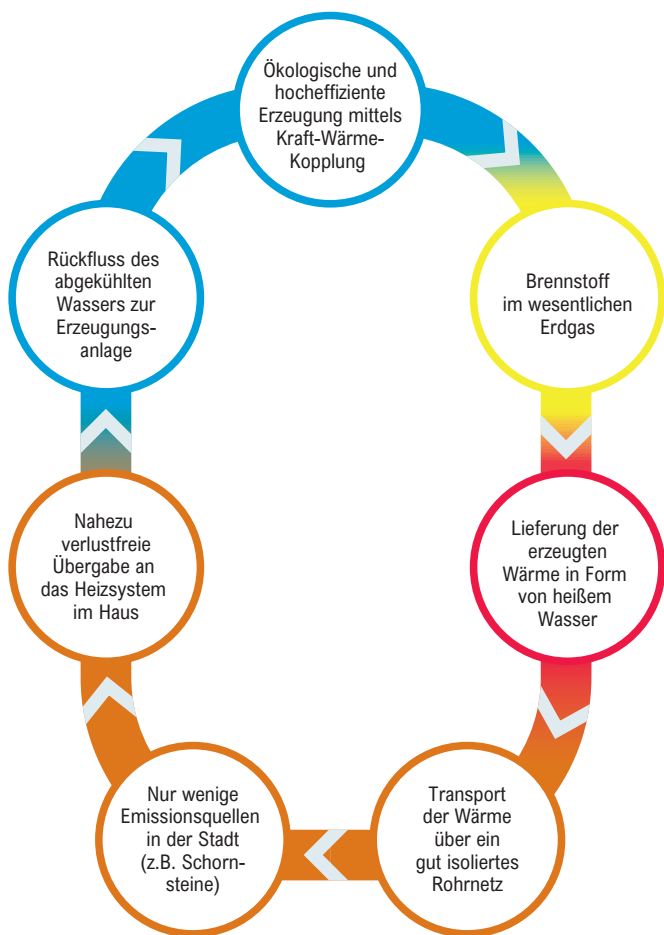 Ökologische und
hocheffiziente
Erzeugung mittels
Kraft-Wärme-
Kopplung
Brennstoff
im wesentlichen
Erdgas
Lieferung der
erzeugten
Wärme in Form
von heißem
Wasser
Transport
der Wärme
über ein
gut isoliertes
Rohrnetz
Nur wenige
Emissionsquellen
in der Stadt
(z.B. Schorn-
steine)
Nahezu
verlustfreie
Übergabe an
das Heizsystem
im Haus
Rückfluss des
abgekühlten
Wassers zur
Erzeugungs-
anlage